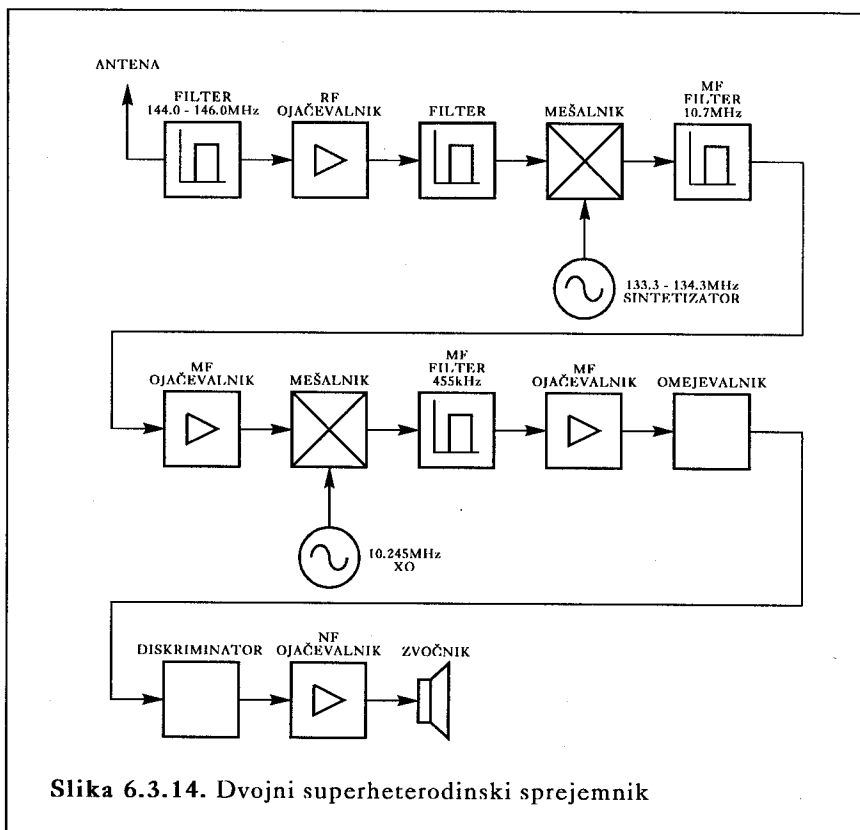 ANTENA
FILTER
144.0 - 146.0MHz
RF
OJAČEVALNIK
FILTER
MEŠALNIK
MF
FILTER
10.7MHz
133.3 - 134.3MHz
SINTETIZATOR
MF
OJAČEVALNIK
MEŠALNIK
MF
FILTER
455kHz
MF
OJAČEVALNIK
OMEJEVALNIK
10.245MHz
XO
DISKRIMINATOR
NF
OJAČEVALNIK
ZVOČNIK
Slika 6.3.14. Dvojni superheterodinski sprejemnik